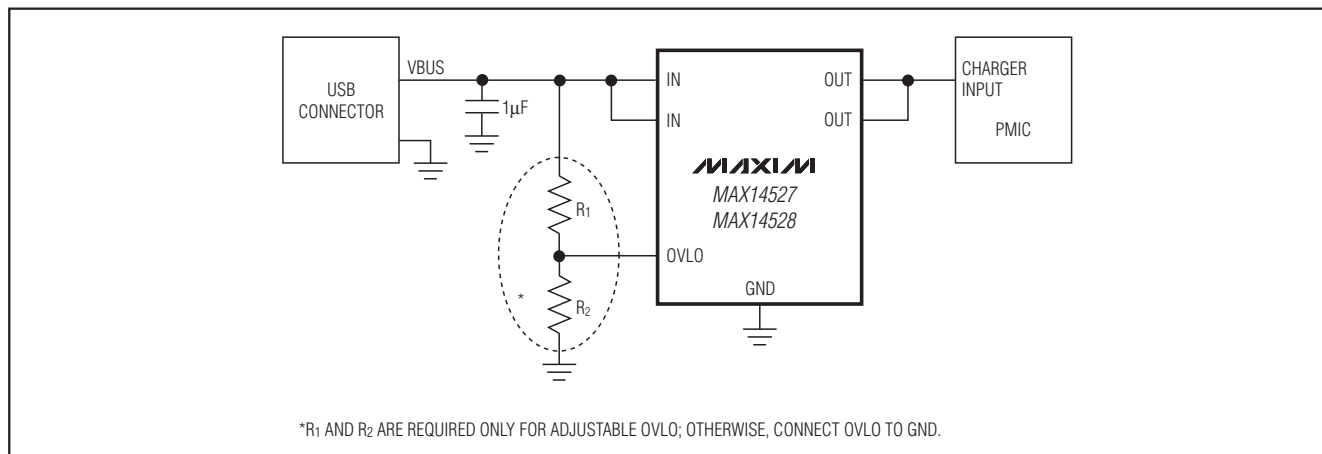 USB
CONNECTOR
VBUS
1µF
R1
*
R2
IN
IN
OVLO
GND
OUT
OUT
MAXIM
MAX14527
MAX14528
CHARGER
INPUT
PMIC
*R1 AND R2 ARE REQUIRED ONLY FOR ADJUSTABLE OVLO; OTHERWISE, CONNECT OVLO TO GND.